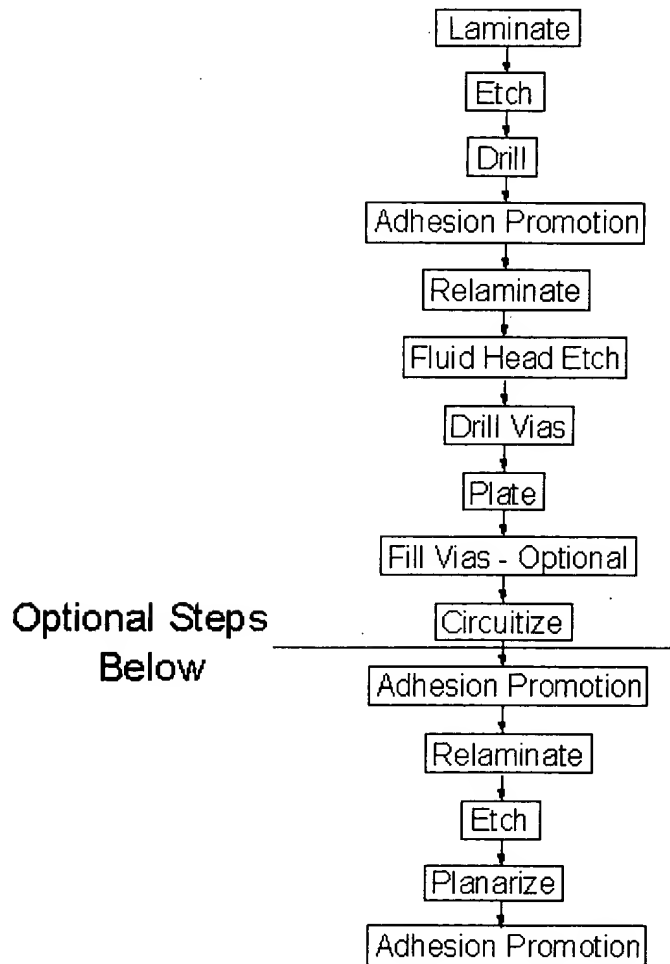 Laminate
Etch
Drill
Adhesion Promotion
Relaminate
Fluid Head Etch
Drill Vias
Plate
Fill Vias - Optional
Circuitize
Optional Steps
Below
Adhesion Promotion
Relaminate
Etch
Planarize
Adhesion Promotion